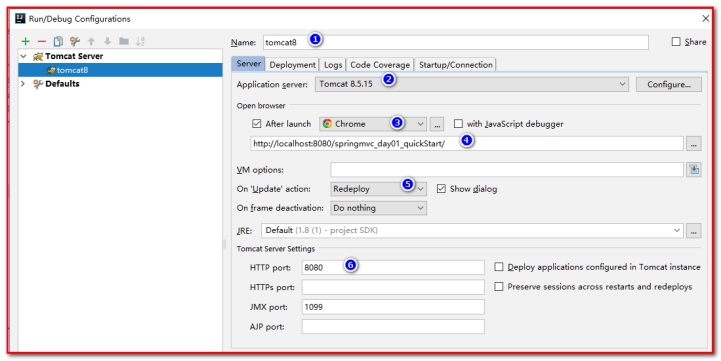 Run/Debug Configurations
Name: tomcat8 1 Share
Tomcat Server
tomcat8
Defaults
Server Deployment Logs Code Coverage Startup/Connection
Application server: Tomcat 8.5.15 2 Configure...
Open browser
After launch Chrome 3 ... with JavaScript debugger
http://localhost:8080/springmvc_day01_quickStart/ 4 ...
VM options:
On 'Update' action: Redeploy 5 Show dialog
On frame deactivation: Do nothing
JRE: Default (1.8 (1) - project SDK) ...
Tomcat Server Settings
HTTP port: 8080 6 Deploy applications configured in Tomcat instance
HTTPs port: Preserve sessions across restarts and redeploys
JMX port: 1099
AJP port: